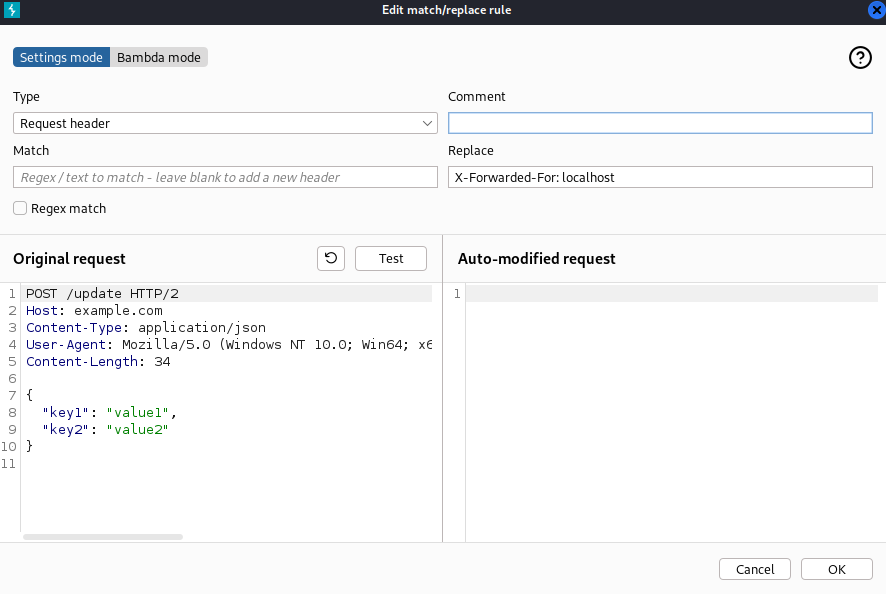 Edit match/replace rule
Settings mode Bambda mode
?
Type
Comment
Request header
Match
Replace
Regex / text to match - leave blank to add a new header
X-Forwarded-For: localhost
Regex match
Original request
Test
Auto-modified request
1 POST /update HTTP/2
2 Host: example.com
3 Content-Type: application/json
4 User-Agent: Mozilla/5.0 (Windows NT 10.0; Win64; x6
5 Content-Length: 34
6
7 {
8 "key1": "value1",
9 "key2": "value2"
10 }
11
1
Cancel
OK